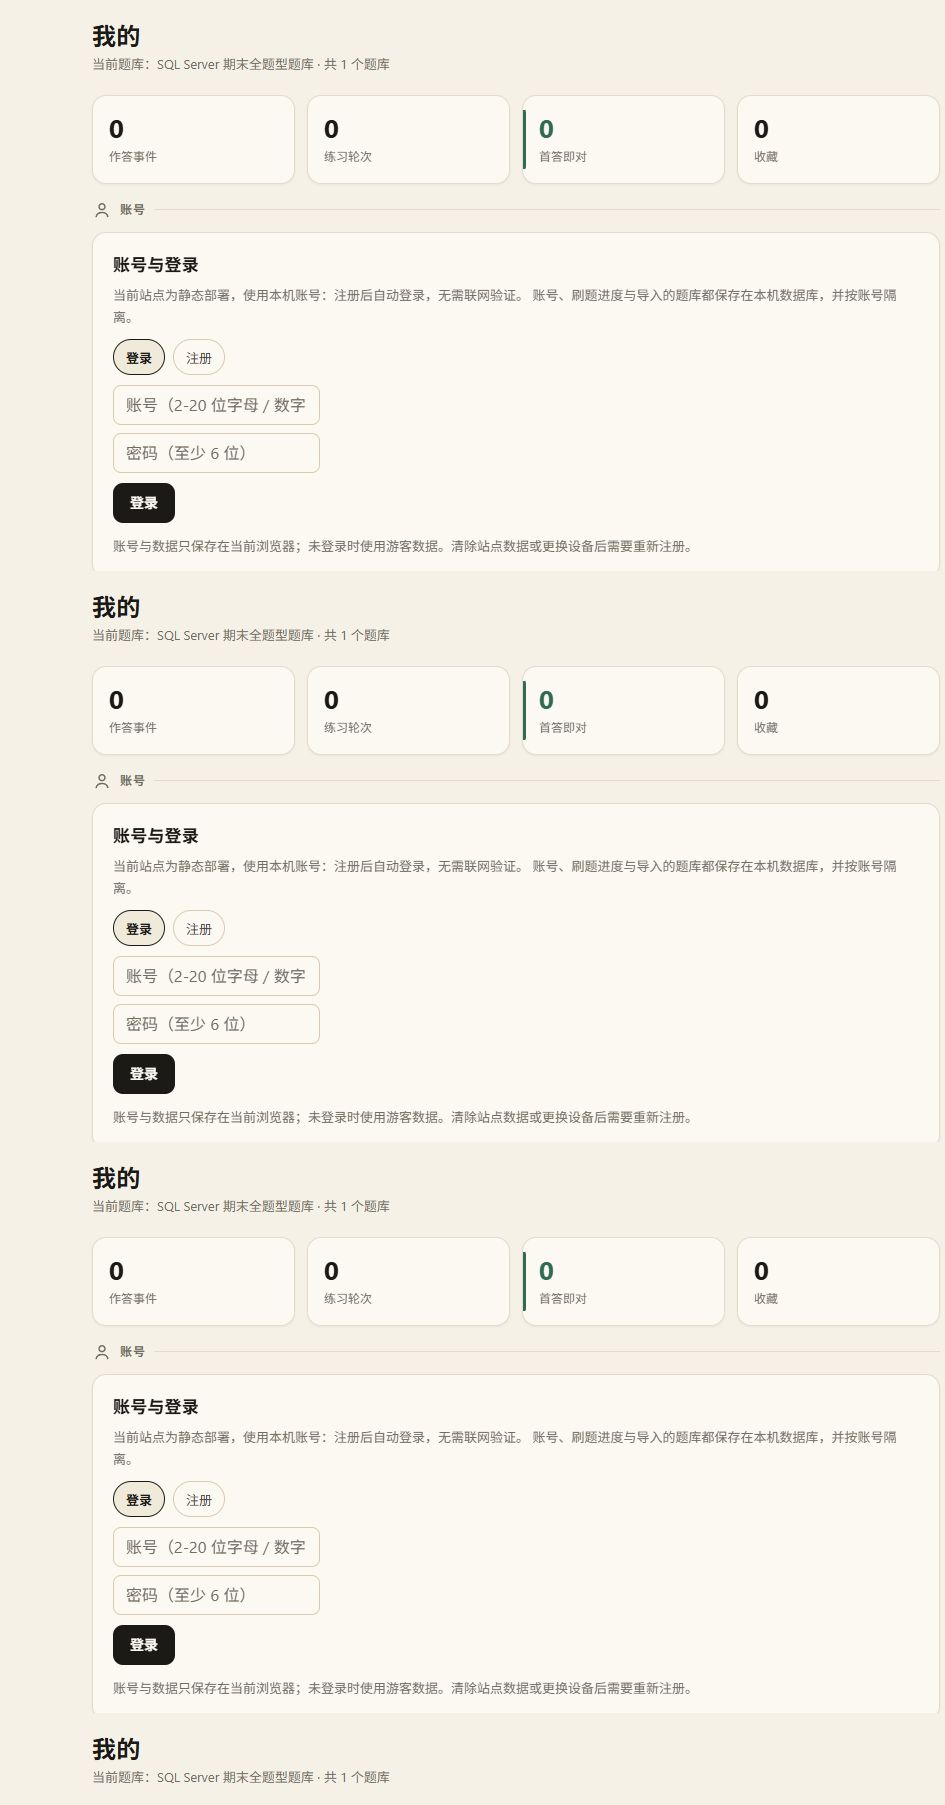 我的
当前题库：SQL Server 期末全题型题库 · 共 1 个题库
0
作答事件
0
练习轮次
0
首答即对
0
收藏
账号
账号与登录
当前站点为静态部署，使用本机账号：注册后自动登录，无需联网验证。 账号、刷题进度与导入的题库都保存在本机数据库，并按账号隔
离。
登录 注册
账号（2-20 位字母 / 数字
密码（至少 6 位）
登录
账号与数据只保存在当前浏览器；未登录时使用游客数据。清除站点数据或更换设备后需要重新注册。
我的
当前题库：SQL Server 期末全题型题库 · 共 1 个题库
0
作答事件
0
练习轮次
0
首答即对
0
收藏
账号
账号与登录
当前站点为静态部署，使用本机账号：注册后自动登录，无需联网验证。 账号、刷题进度与导入的题库都保存在本机数据库，并按账号隔
离。
登录 注册
账号（2-20 位字母 / 数字
密码（至少 6 位）
登录
账号与数据只保存在当前浏览器；未登录时使用游客数据。清除站点数据或更换设备后需要重新注册。
我的
当前题库：SQL Server 期末全题型题库 · 共 1 个题库
0
作答事件
0
练习轮次
0
首答即对
0
收藏
账号
账号与登录
当前站点为静态部署，使用本机账号：注册后自动登录，无需联网验证。 账号、刷题进度与导入的题库都保存在本机数据库，并按账号隔
离。
登录 注册
账号（2-20 位字母 / 数字
密码（至少 6 位）
登录
账号与数据只保存在当前浏览器；未登录时使用游客数据。清除站点数据或更换设备后需要重新注册。
我的
当前题库：SQL Server 期末全题型题库 · 共 1 个题库